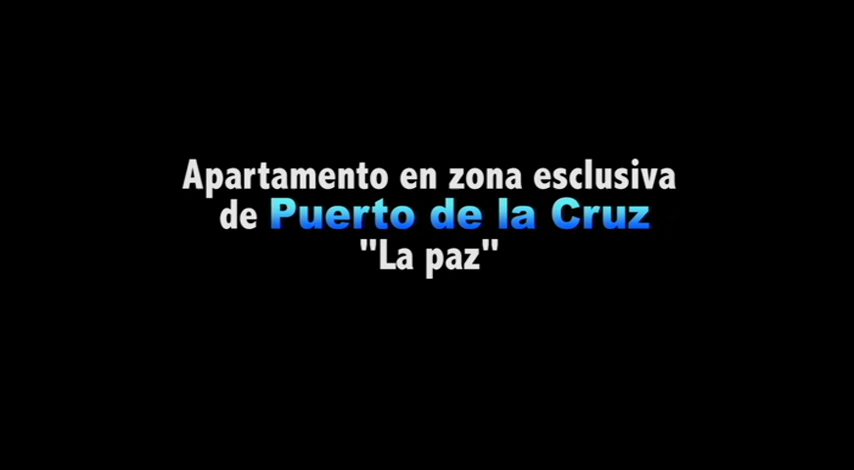 Apartamento en zona esclusiva
de Puerto de la Cruz
"La paz"